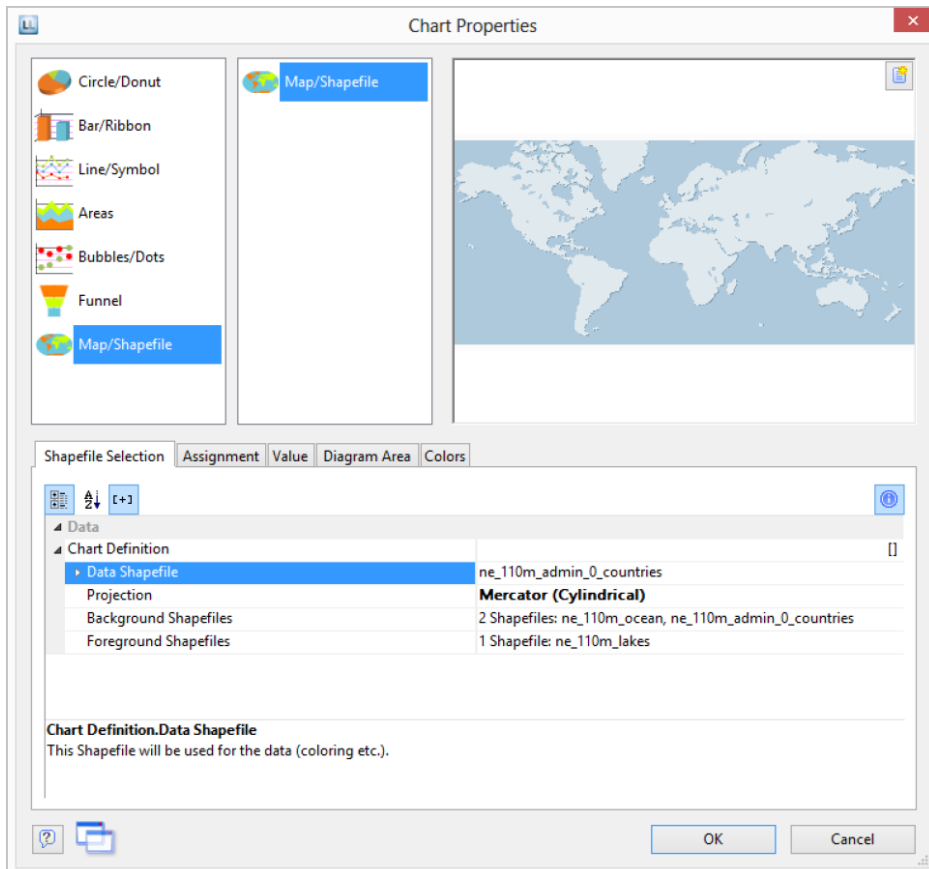 LL Chart Properties ×
Circle/Donut
Bar/Ribbon
Line/Symbol
Areas
Bubbles/Dots
Funnel
Map/Shapefile
Map/Shapefile
Shapefile Selection Assignment Value Diagram Area Colors
A Z [+]
Data
Chart Definition []
Data Shapefile ne_110m_admin_0_countries
Projection Mercator (Cylindrical)
Background Shapefiles 2 Shapefiles: ne_110m_ocean, ne_110m_admin_0_countries
Foreground Shapefiles 1 Shapefile: ne_110m_lakes
Chart Definition.Data Shapefile
This Shapefile will be used for the data (coloring etc.).
? OK Cancel